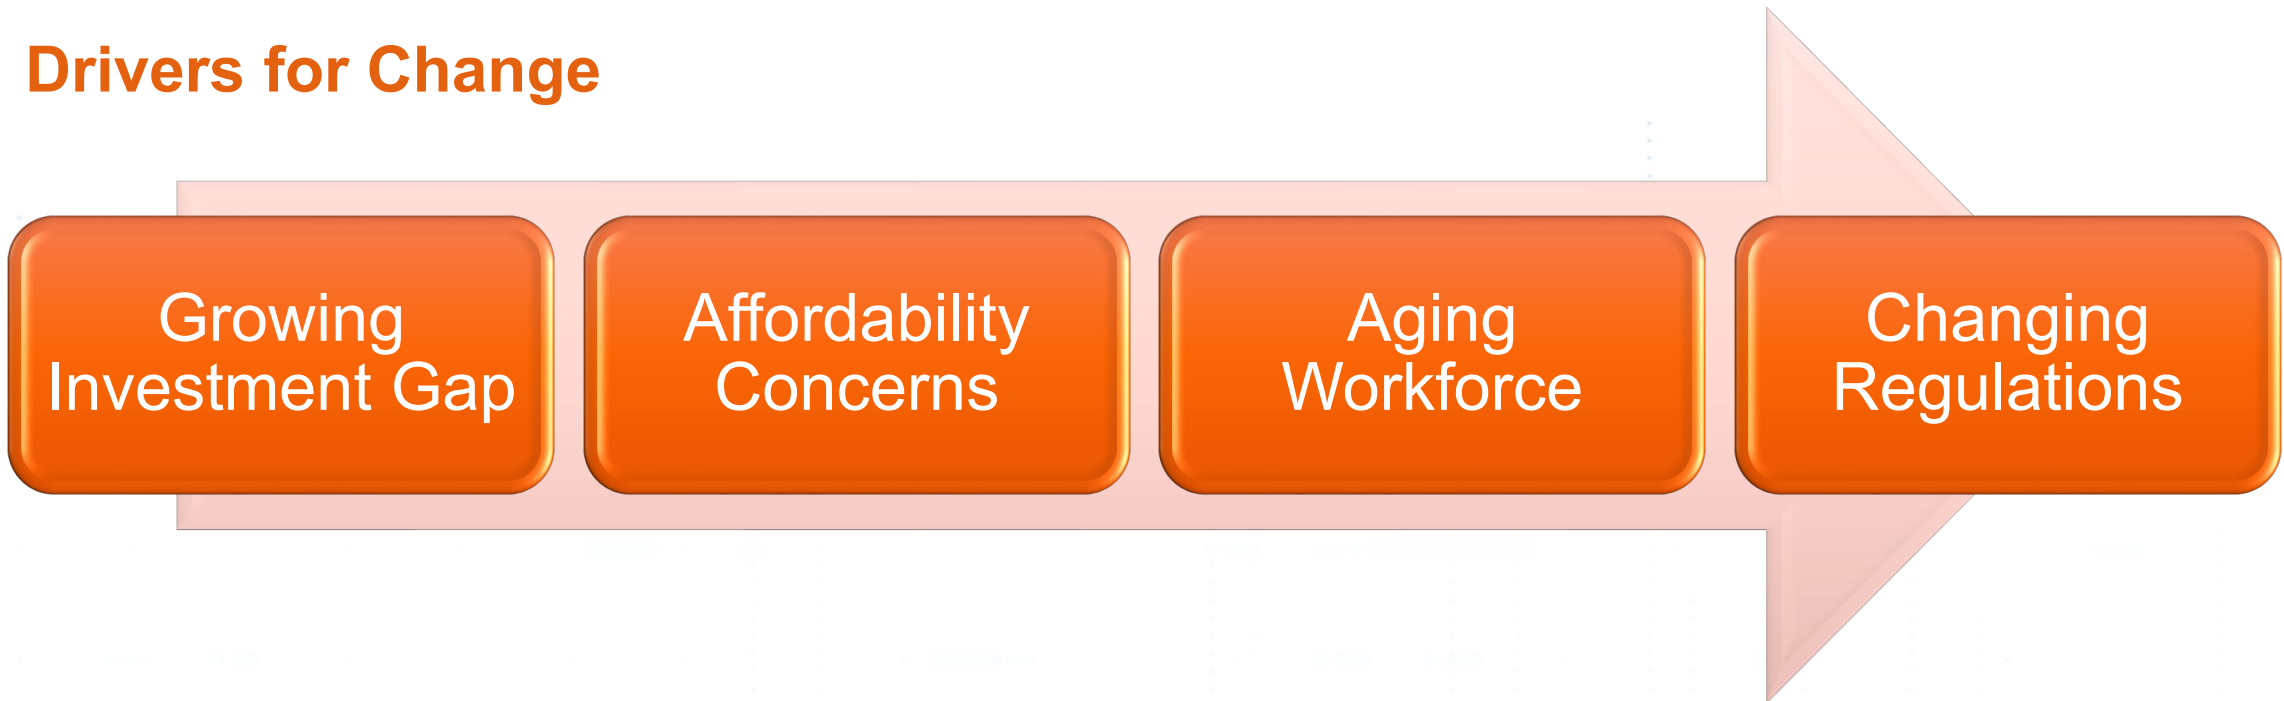 Drivers for Change
Growing
Investment Gap
Affordability
Concerns
Aging
Workforce
Changing
Regulations